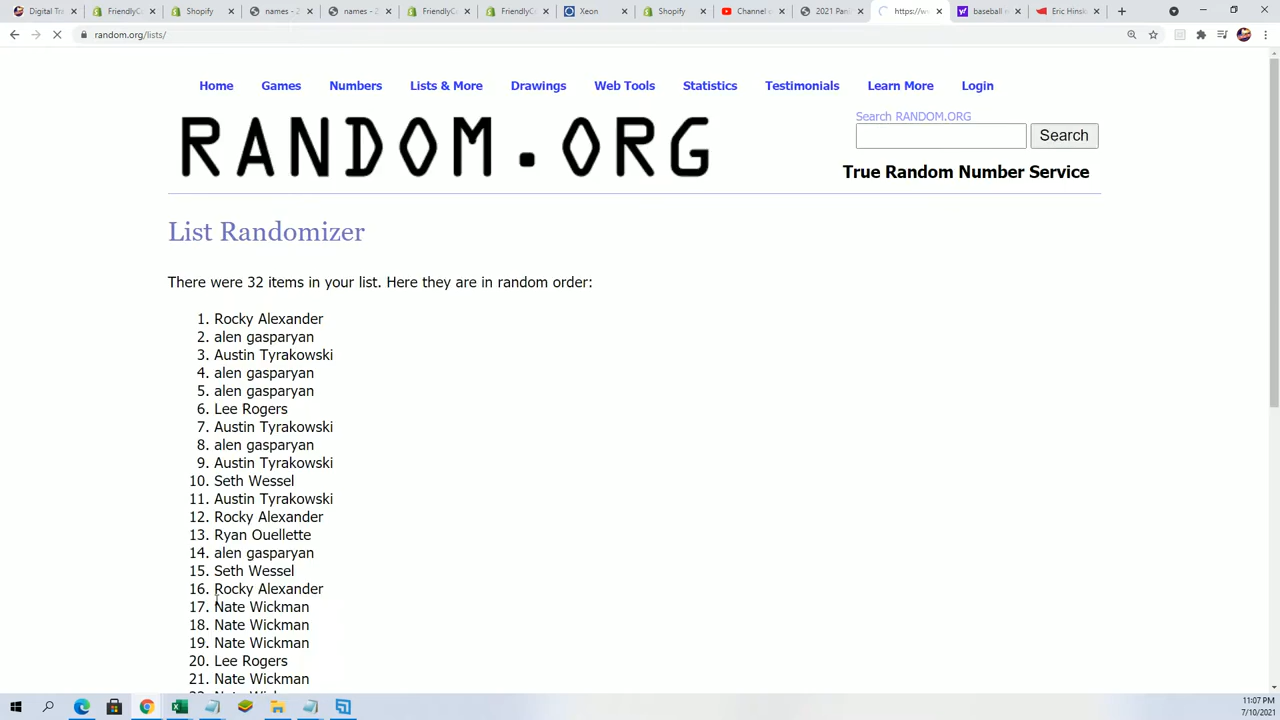 Digital Tra
FriendlyCo
Shopify
names - 2
names - 2
FriendlyCo
FriendlyCo
Xeon
Shopify
Channel c
2021 Pani
https://w
baseball m
Eric Hinsk
random.org/lists/
Home Games Numbers Lists & More Drawings Web Tools Statistics Testimonials Learn More Login
RANDOM.ORG
Search RANDOM.ORG
Search
True Random Number Service
List Randomizer
There were 32 items in your list. Here they are in random order:
1. Rocky Alexander
2. alen gasparyan
3. Austin Tyrakowski
4. alen gasparyan
5. alen gasparyan
6. Lee Rogers
7. Austin Tyrakowski
8. alen gasparyan
9. Austin Tyrakowski
10. Seth Wessel
11. Austin Tyrakowski
12. Rocky Alexander
13. Ryan Ouellette
14. alen gasparyan
15. Seth Wessel
16. Rocky Alexander
17. Nate Wickman
18. Nate Wickman
19. Nate Wickman
20. Lee Rogers
21. Nate Wickman
11:07 PM
7/10/2021